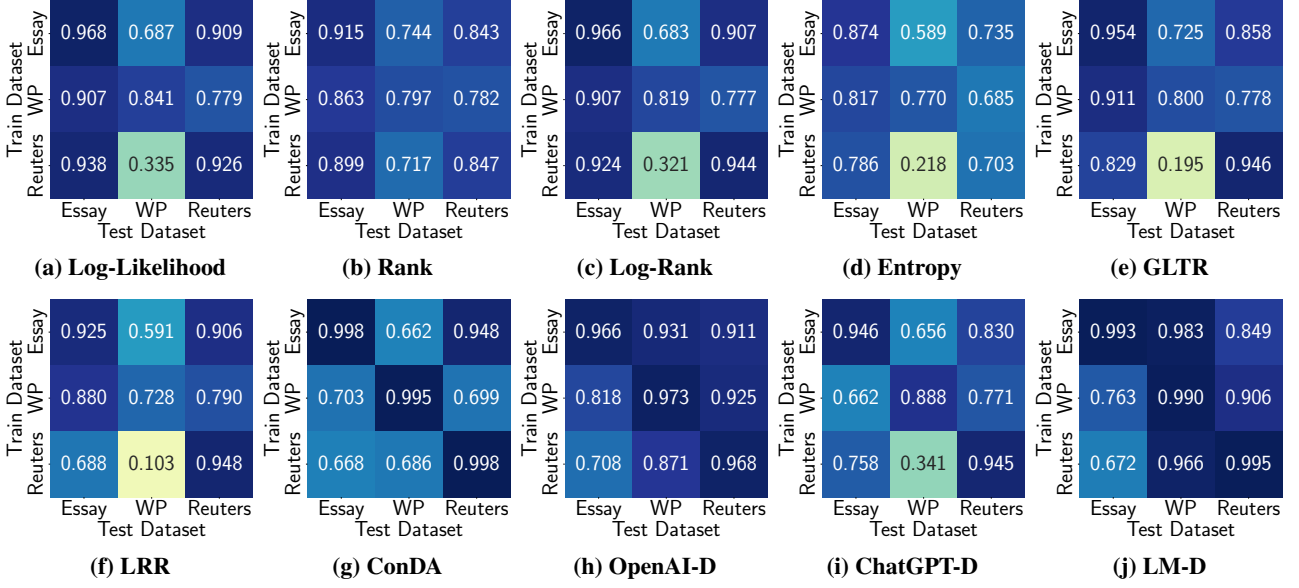 Train Dataset
Essay
0.968 0.687 0.909
WP
0.907 0.841 0.779
Reuters
0.938 0.335 0.926
Essay WP Reuters
Test Dataset
(a) Log-Likelihood
Train Dataset
Essay
0.915 0.744 0.843
WP
0.863 0.797 0.782
Reuters
0.899 0.717 0.847
Essay WP Reuters
Test Dataset
(b) Rank
Train Dataset
Essay
0.966 0.683 0.907
WP
0.907 0.819 0.777
Reuters
0.924 0.321 0.944
Essay WP Reuters
Test Dataset
(c) Log-Rank
Train Dataset
Essay
0.874 0.589 0.735
WP
0.817 0.770 0.685
Reuters
0.786 0.218 0.703
Essay WP Reuters
Test Dataset
(d) Entropy
Train Dataset
Essay
0.954 0.725 0.858
WP
0.911 0.800 0.778
Reuters
0.829 0.195 0.946
Essay WP Reuters
Test Dataset
(e) GLTR
Train Dataset
Essay
0.925 0.591 0.906
WP
0.880 0.728 0.790
Reuters
0.688 0.103 0.948
Essay WP Reuters
Test Dataset
(f) LRR
Train Dataset
Essay
0.998 0.662 0.948
WP
0.703 0.995 0.699
Reuters
0.668 0.686 0.998
Essay WP Reuters
Test Dataset
(g) ConDA
Train Dataset
Essay
0.966 0.931 0.911
WP
0.818 0.973 0.925
Reuters
0.708 0.871 0.968
Essay WP Reuters
Test Dataset
(h) OpenAI-D
Train Dataset
Essay
0.946 0.656 0.830
WP
0.662 0.888 0.771
Reuters
0.758 0.341 0.945
Essay WP Reuters
Test Dataset
(i) ChatGPT-D
Train Dataset
Essay
0.993 0.983 0.849
WP
0.763 0.990 0.906
Reuters
0.672 0.966 0.995
Essay WP Reuters
Test Dataset
(j) LM-D